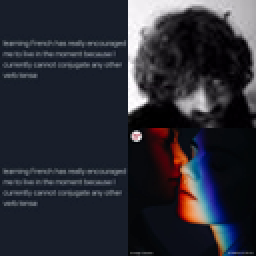 learning French has really encouraged
me to live in the moment because I
currently cannot conjugate any other
verb tense
learning French has really encouraged
me to live in the moment because I
currently cannot conjugate any other
verb tense